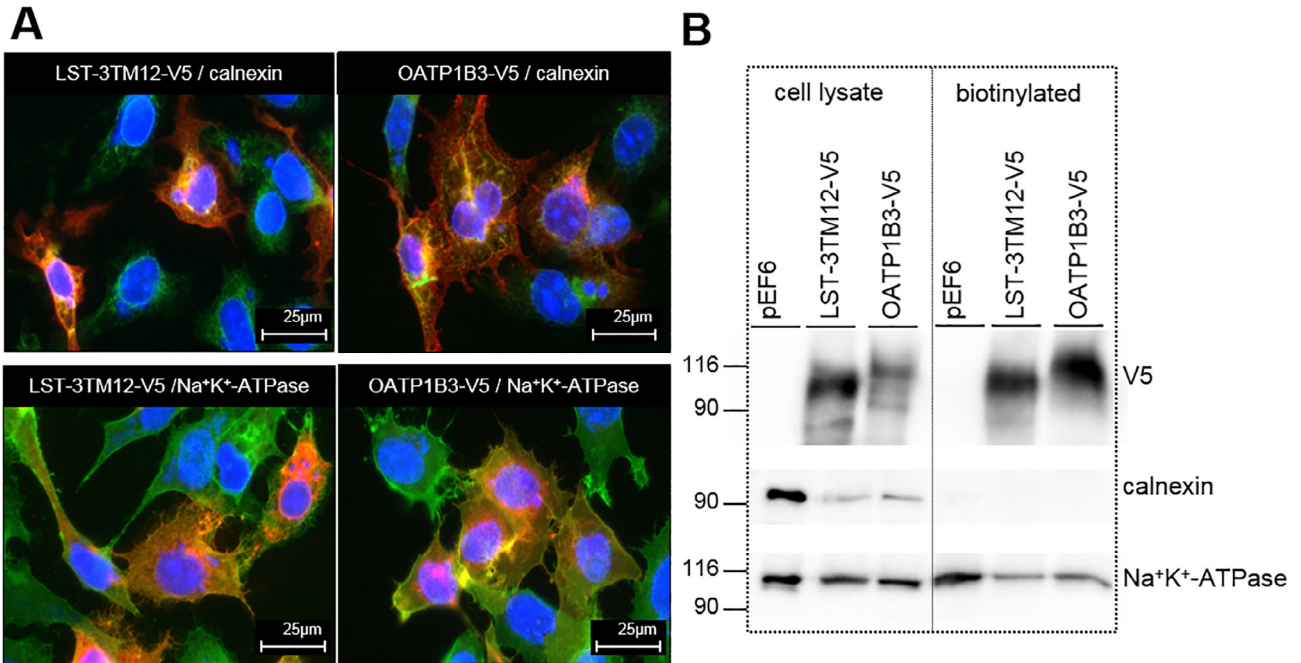 A
LST-3TM12-V5 / calnexin
OATP1B3-V5 / calnexin
25µm
25µm
LST-3TM12-V5 /Na⁺K⁺-ATPase
OATP1B3-V5 / Na⁺K⁺-ATPase
25µm
25µm
B
cell lysate
biotinylated
pEF6
LST-3TM12-V5
OATP1B3-V5
pEF6
LST-3TM12-V5
OATP1B3-V5
116
90
V5
90
calnexin
116
90
Na⁺K⁺-ATPase